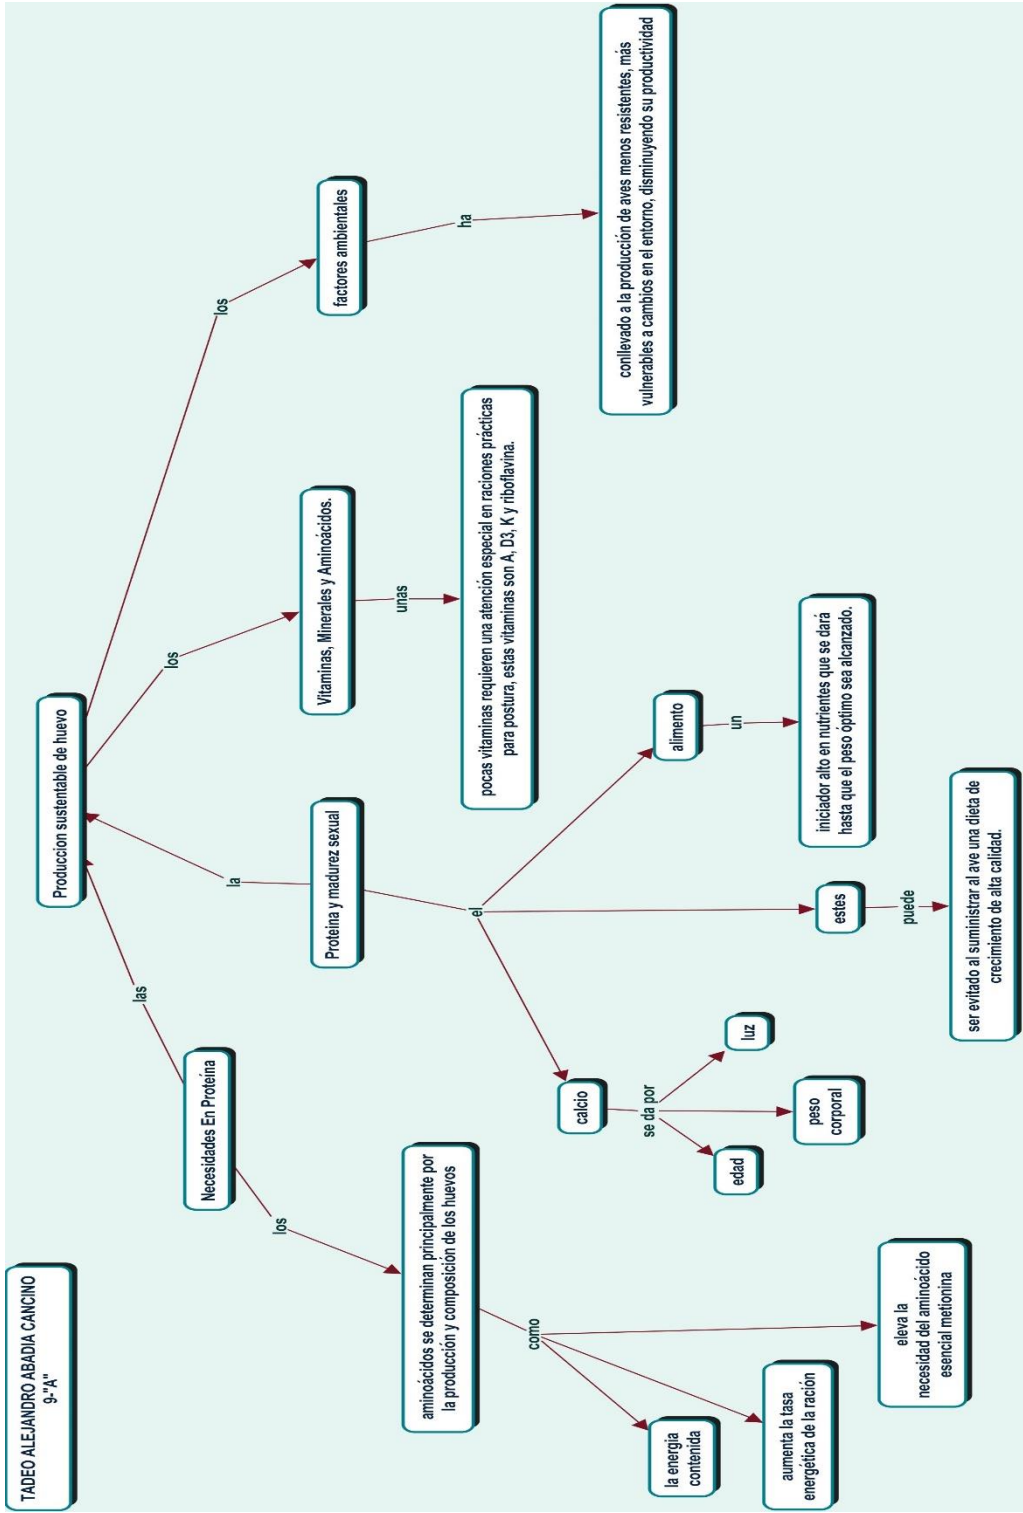 TADEO ALEJANDRO ABADIA CANCINO
9-"A"
Produccion sustentable de huevo
las
la
los
los
Necesidades En Proteína
Proteina y madurez sexual
Vitaminas, Minerales y Aminoácidos.
factores ambientales
los
el
unas
ha
aminoácidos se determinan principalmente por
la producción y composición de los huevos
pocas vitaminas requieren una atención especial en raciones prácticas
para postura, estas vitaminas son A, D3, K y riboflavina.
conllevado a la producción de aves menos resistentes, más
vulnerables a cambios en el entorno, disminuyendo su productividad
como
calcio
estes
alimento
se da por
puede
un
la energia
contenida
aumenta la tasa
energética de la ración
eleva la
necesidad del aminoácido
esencial metionina
edad
peso
corporal
luz
ser evitado al suministrar al ave una dieta de
crecimiento de alta calidad.
iniciador alto en nutrientes que se dará
hasta que el peso óptimo sea alcanzado.